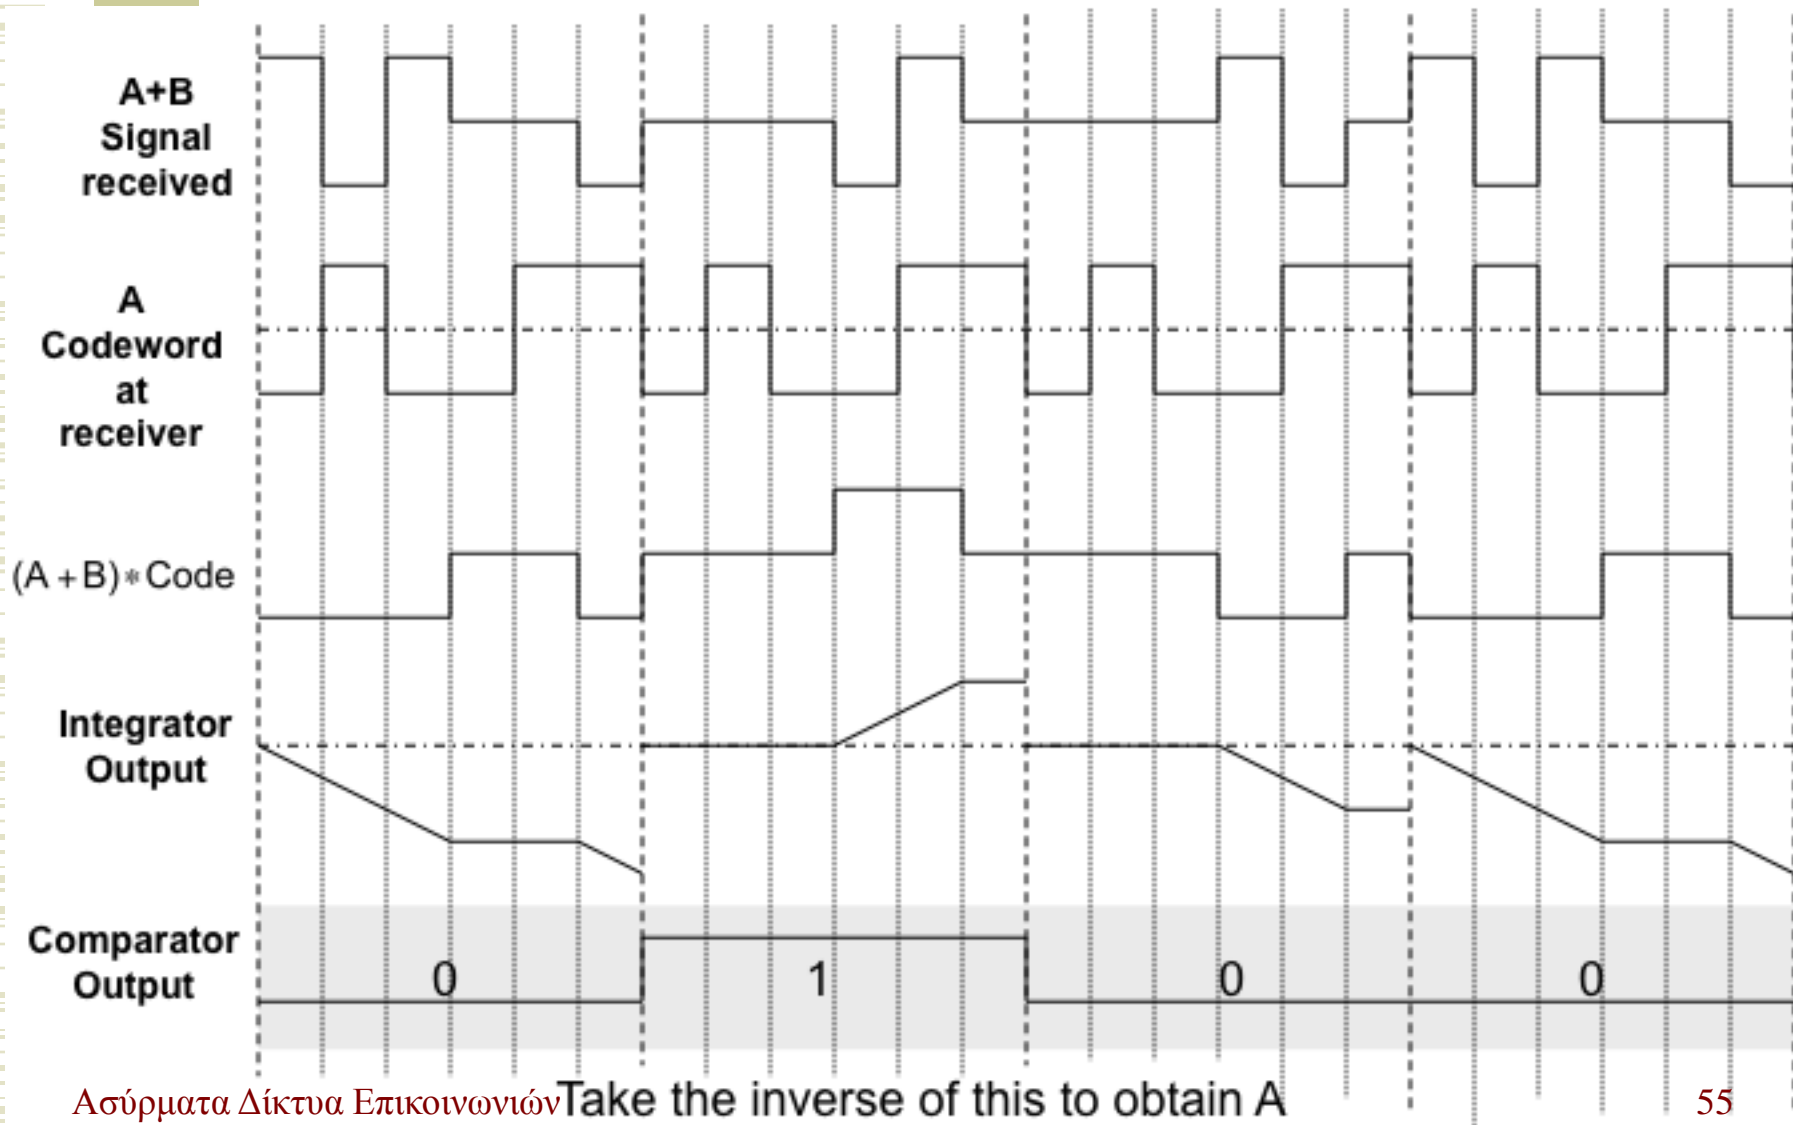 A+B
Signal
received
A
Codeword
at
receiver
(A + B) * Code
Integrator
Output
Comparator
Output
0 1 0 0
Ασύρματα Δίκτυα Επικοινωνιών
Take the inverse of this to obtain A
55